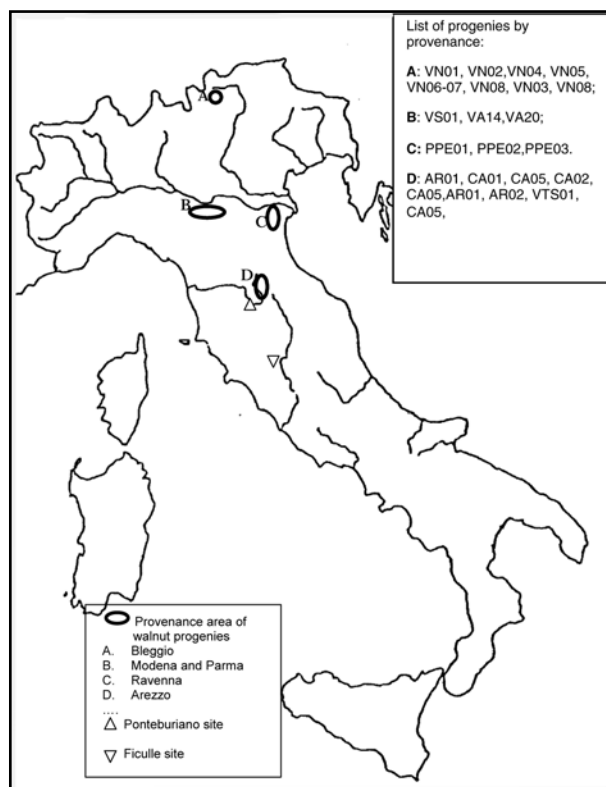 List of progenies by
provenance:
A: VN01, VN02,VN04, VN05,
VN06-07, VN08, VN03, VN08;
B: VS01, VA14,VA20;
C: PPE01, PPE02,PPE03.
D: AR01, CA01, CA05, CA02,
CA05,AR01, AR02, VTS01,
CA05,
A
B
C
D
Provenance area of
walnut progenies
A. Bleggio
B. Modena and Parma
C. Ravenna
D. Arezzo
....
Ponteburiano site
Ficulle site